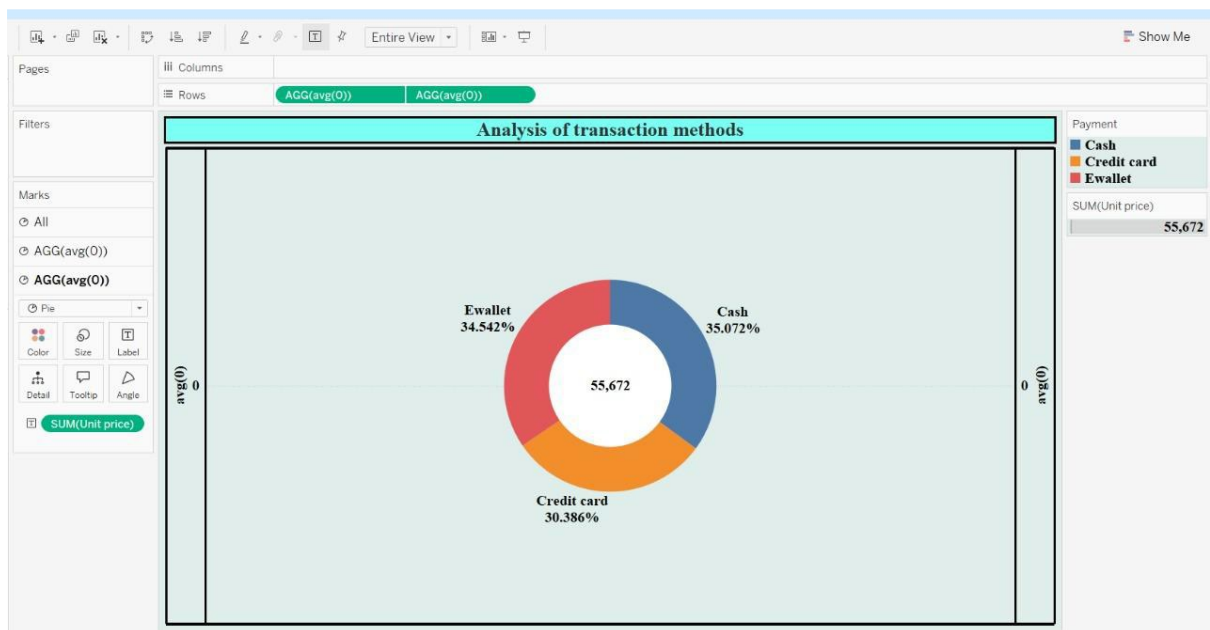 Entire View
Show Me
Pages
Columns
Rows
AGG(avg(0)) AGG(avg(0))
Filters
Marks
All
AGG(avg(0))
AGG(avg(0))
Pie
Color Size Label
Detail Tooltip Angle
SUM(Unit price)
Analysis of transaction methods
avg(0)
0
Ewallet
34.542%
Cash
35.072%
55,672
Credit card
30.386%
0
avg(0)
Payment
Cash
Credit card
Ewallet
SUM(Unit price)
55,672